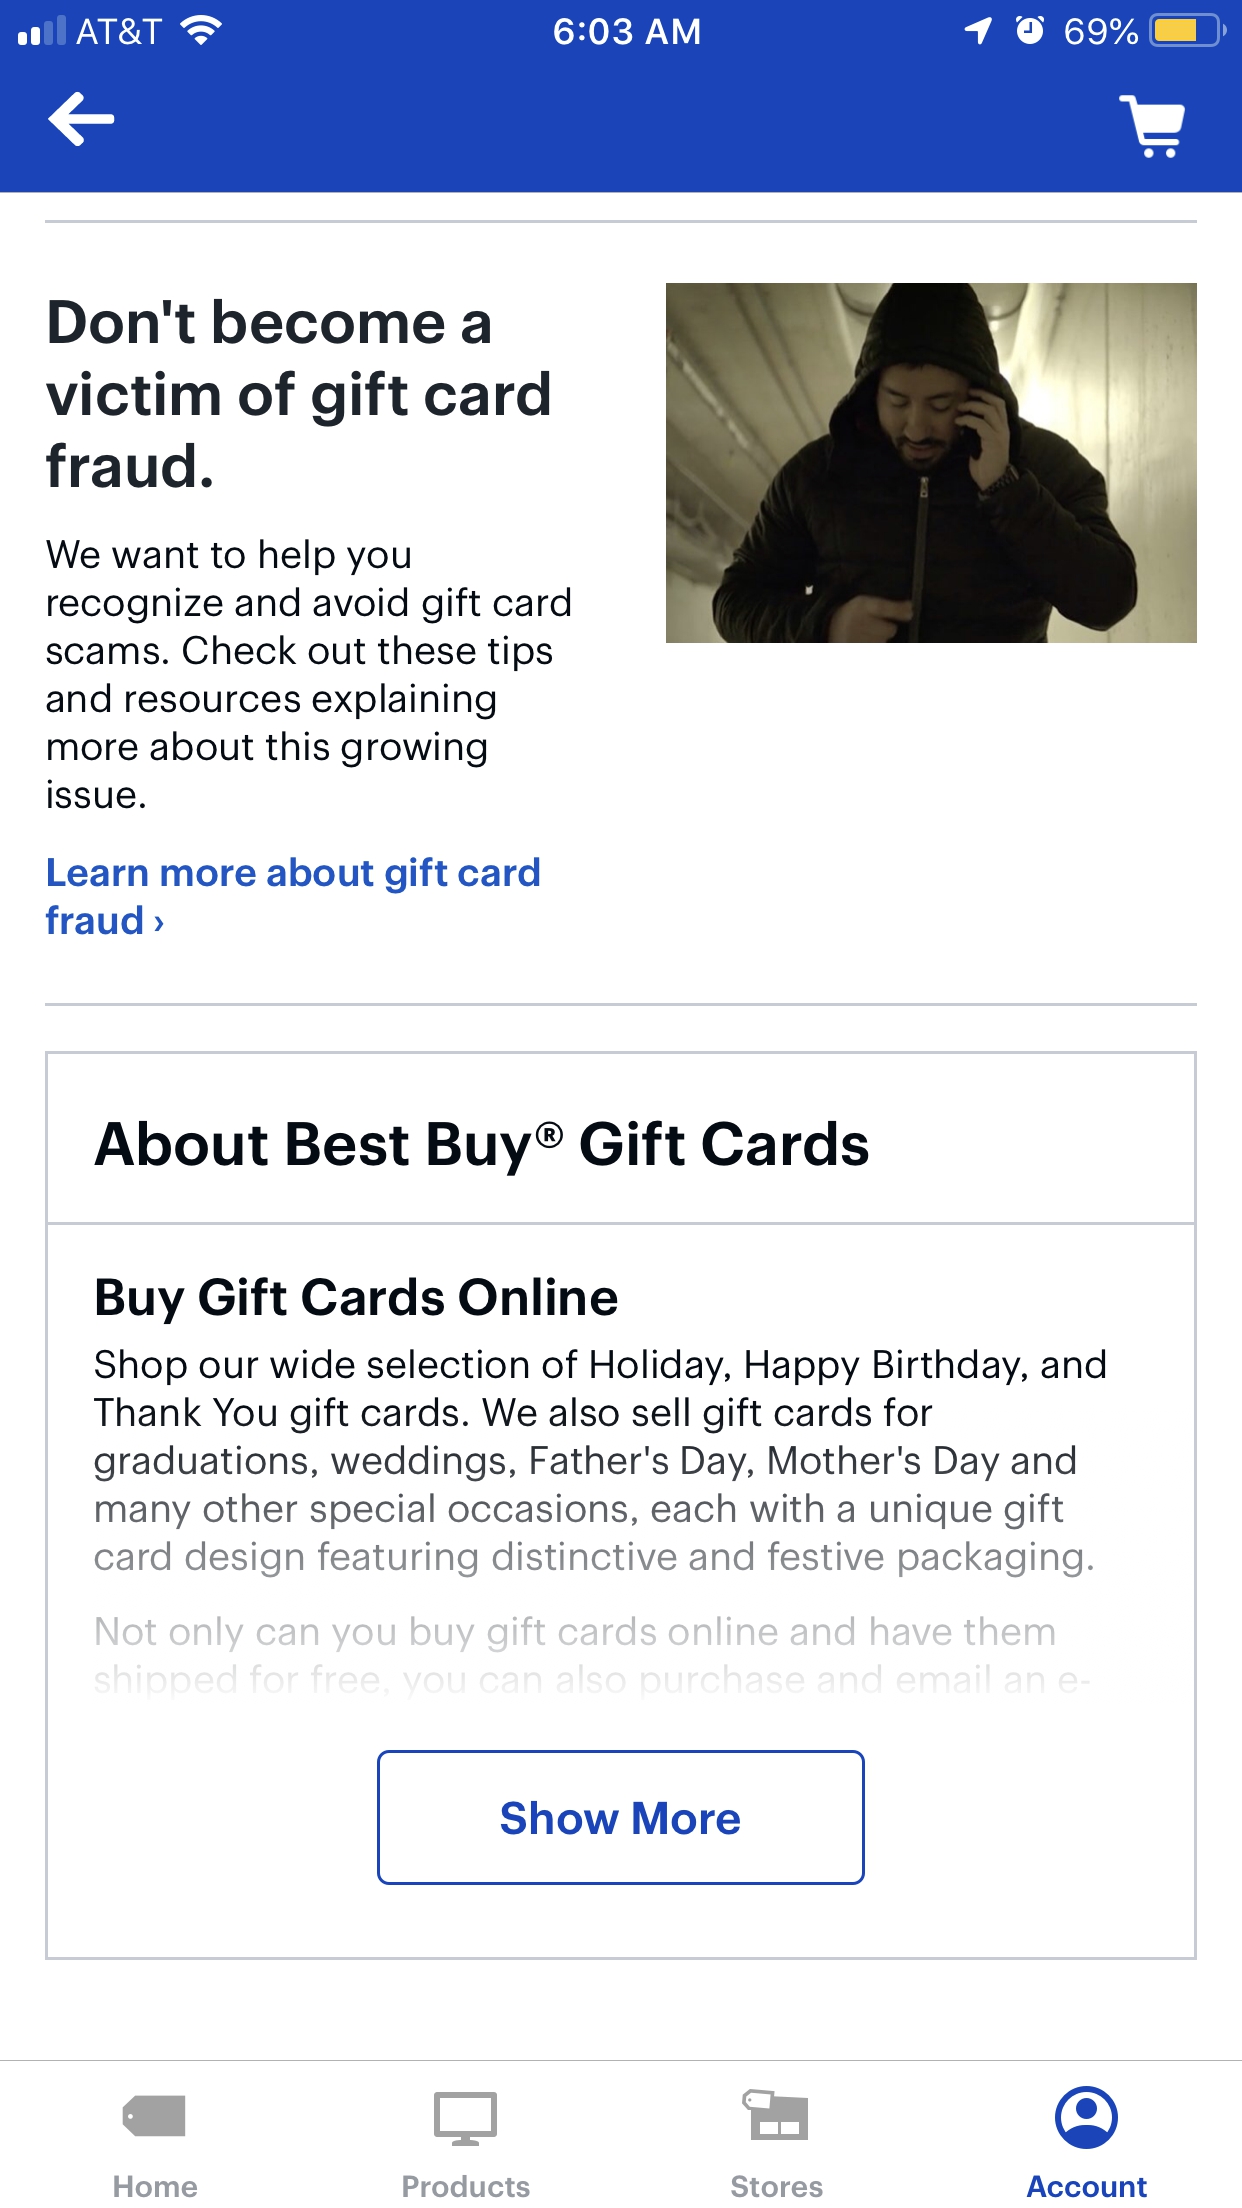 AT&T 6:03 AM 69%
Don't become a
victim of gift card
fraud.
We want to help you
recognize and avoid gift card
scams. Check out these tips
and resources explaining
more about this growing
issue.
Learn more about gift card
fraud ›
About Best Buy® Gift Cards
Buy Gift Cards Online
Shop our wide selection of Holiday, Happy Birthday, and
Thank You gift cards. We also sell gift cards for
graduations, weddings, Father's Day, Mother's Day and
many other special occasions, each with a unique gift
card design featuring distinctive and festive packaging.
Not only can you buy gift cards online and have them
shipped for free, you can also purchase and email an e-
Show More
Home Products Stores Account